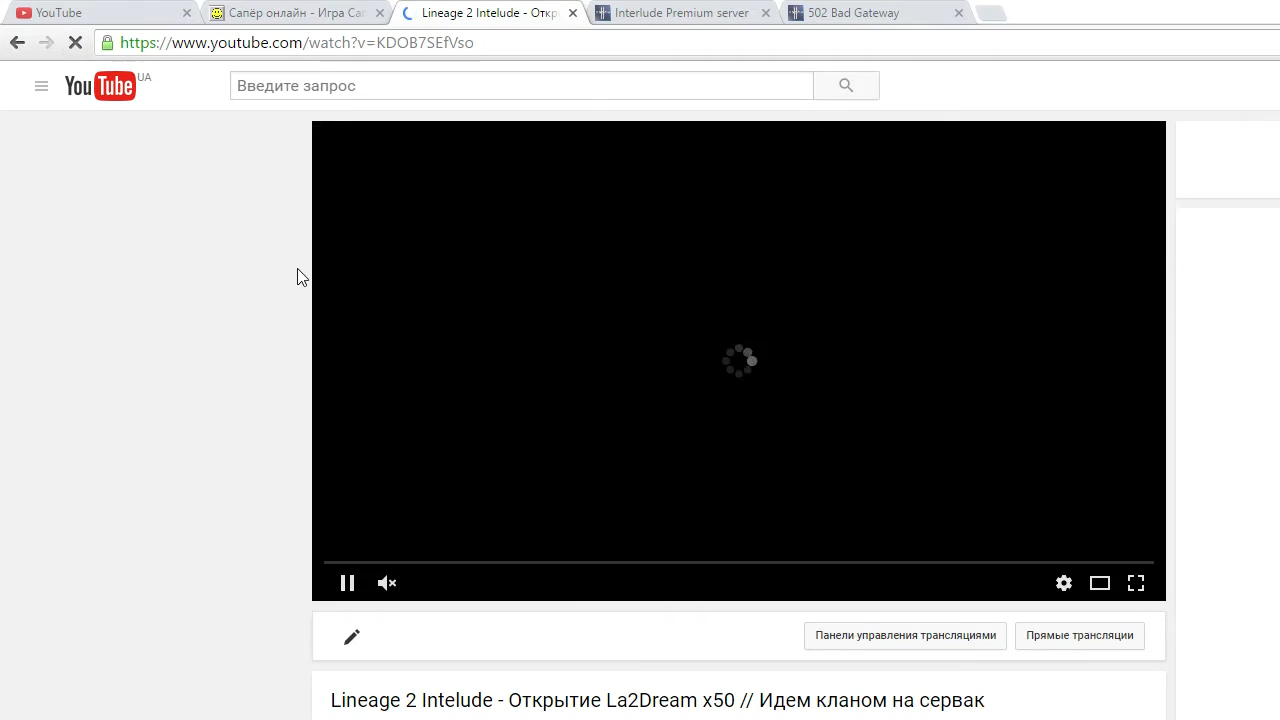 YouTube
Сапёр онлайн - Игра Са
Lineage 2 Intelude - Откр
Interlude Premium server
502 Bad Gateway
https://www.youtube.com/watch?v=KDOB7SEfVso
YouTube UA
Введите запрос
Панели управления трансляциями
Прямые трансляции
Lineage 2 Intelude - Открытие La2Dream x50 // Идем кланом на сервак